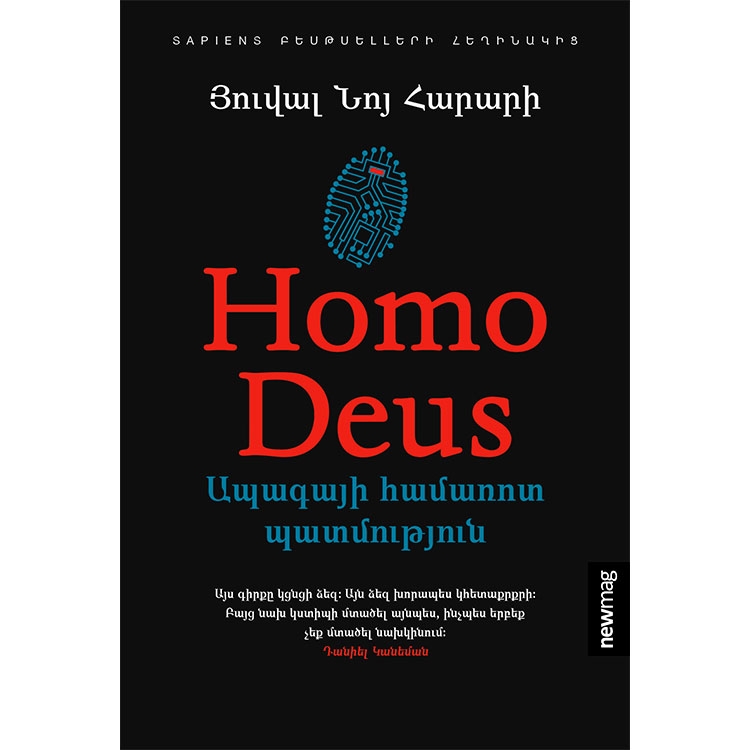 SAPIENS ԲԵՍԹՍԵԼԼԵՐԻ ՀԵՂԻՆԱԿԻՑ
Յուվալ Նոյ Հարարի
Homo
Deus
Ապագայի համառոտ
պատմություն
Այս գիրքը կցնցի ձեզ։ Այն ձեզ խորապես կհետաքրքրի։
Բայց նախ կստիպի մտածել այնպես, ինչպես երբեք
չեք մտածել նախկինում։
Դանիել Կանեման
newmag